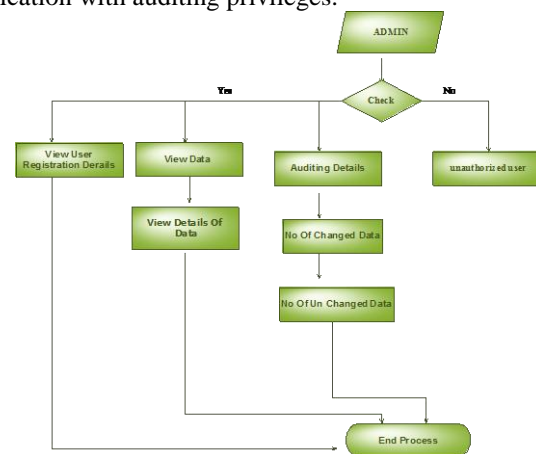 ication with auditing privileges.
ADMIN
Check
Yes
No
View User
Registration Derails
View Data
Auditing Details
unauthorized user
View Details Of
Data
No Of Changed Data
No Of Un Changed Data
End Process